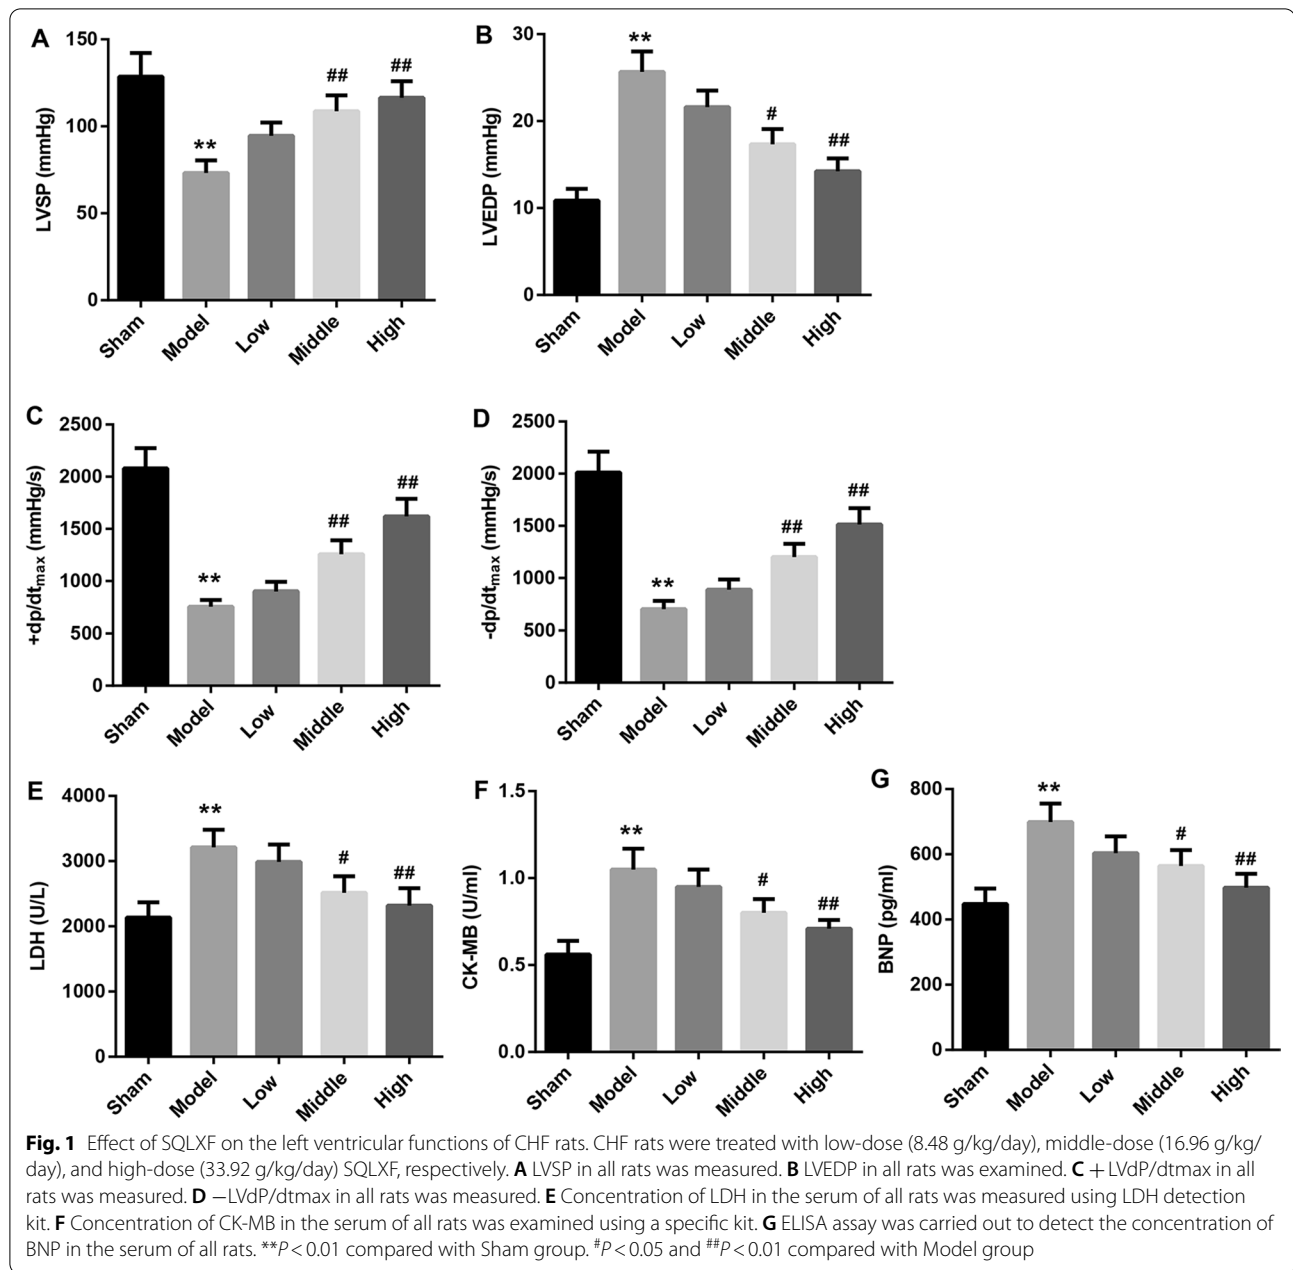 A
LVSP (mmHg)
150
100
50
0
**
##
##
Sham
Model
Low
Middle
High
B
LVEDP (mmHg)
30
20
10
0
**
#
##
Sham
Model
Low
Middle
High
C
+dp/dtmax (mmHg/s)
2500
2000
1500
1000
500
0
**
##
##
Sham
Model
Low
Middle
High
D
-dp/dtmax (mmHg/s)
2500
2000
1500
1000
500
0
**
##
##
Sham
Model
Low
Middle
High
E
LDH (U/L)
4000
3000
2000
1000
0
**
#
##
Sham
Model
Low
Middle
High
F
CK-MB (U/ml)
1.5
1.0
0.5
0.0
**
#
##
Sham
Model
Low
Middle
High
G
BNP (pg/ml)
800
600
400
200
0
**
#
##
Sham
Model
Low
Middle
High
Fig. 1 Effect of SQLXF on the left ventricular functions of CHF rats. CHF rats were treated with low-dose (8.48 g/kg/day), middle-dose (16.96 g/kg/
day), and high-dose (33.92 g/kg/day) SQLXF, respectively. A LVSP in all rats was measured. B LVEDP in all rats was examined. C + LVdP/dtmax in all
rats was measured. D −LVdP/dtmax in all rats was measured. E Concentration of LDH in the serum of all rats was measured using LDH detection
kit. F Concentration of CK-MB in the serum of all rats was examined using a specific kit. G ELISA assay was carried out to detect the concentration of
BNP in the serum of all rats. **P < 0.01 compared with Sham group. #P < 0.05 and ##P < 0.01 compared with Model group